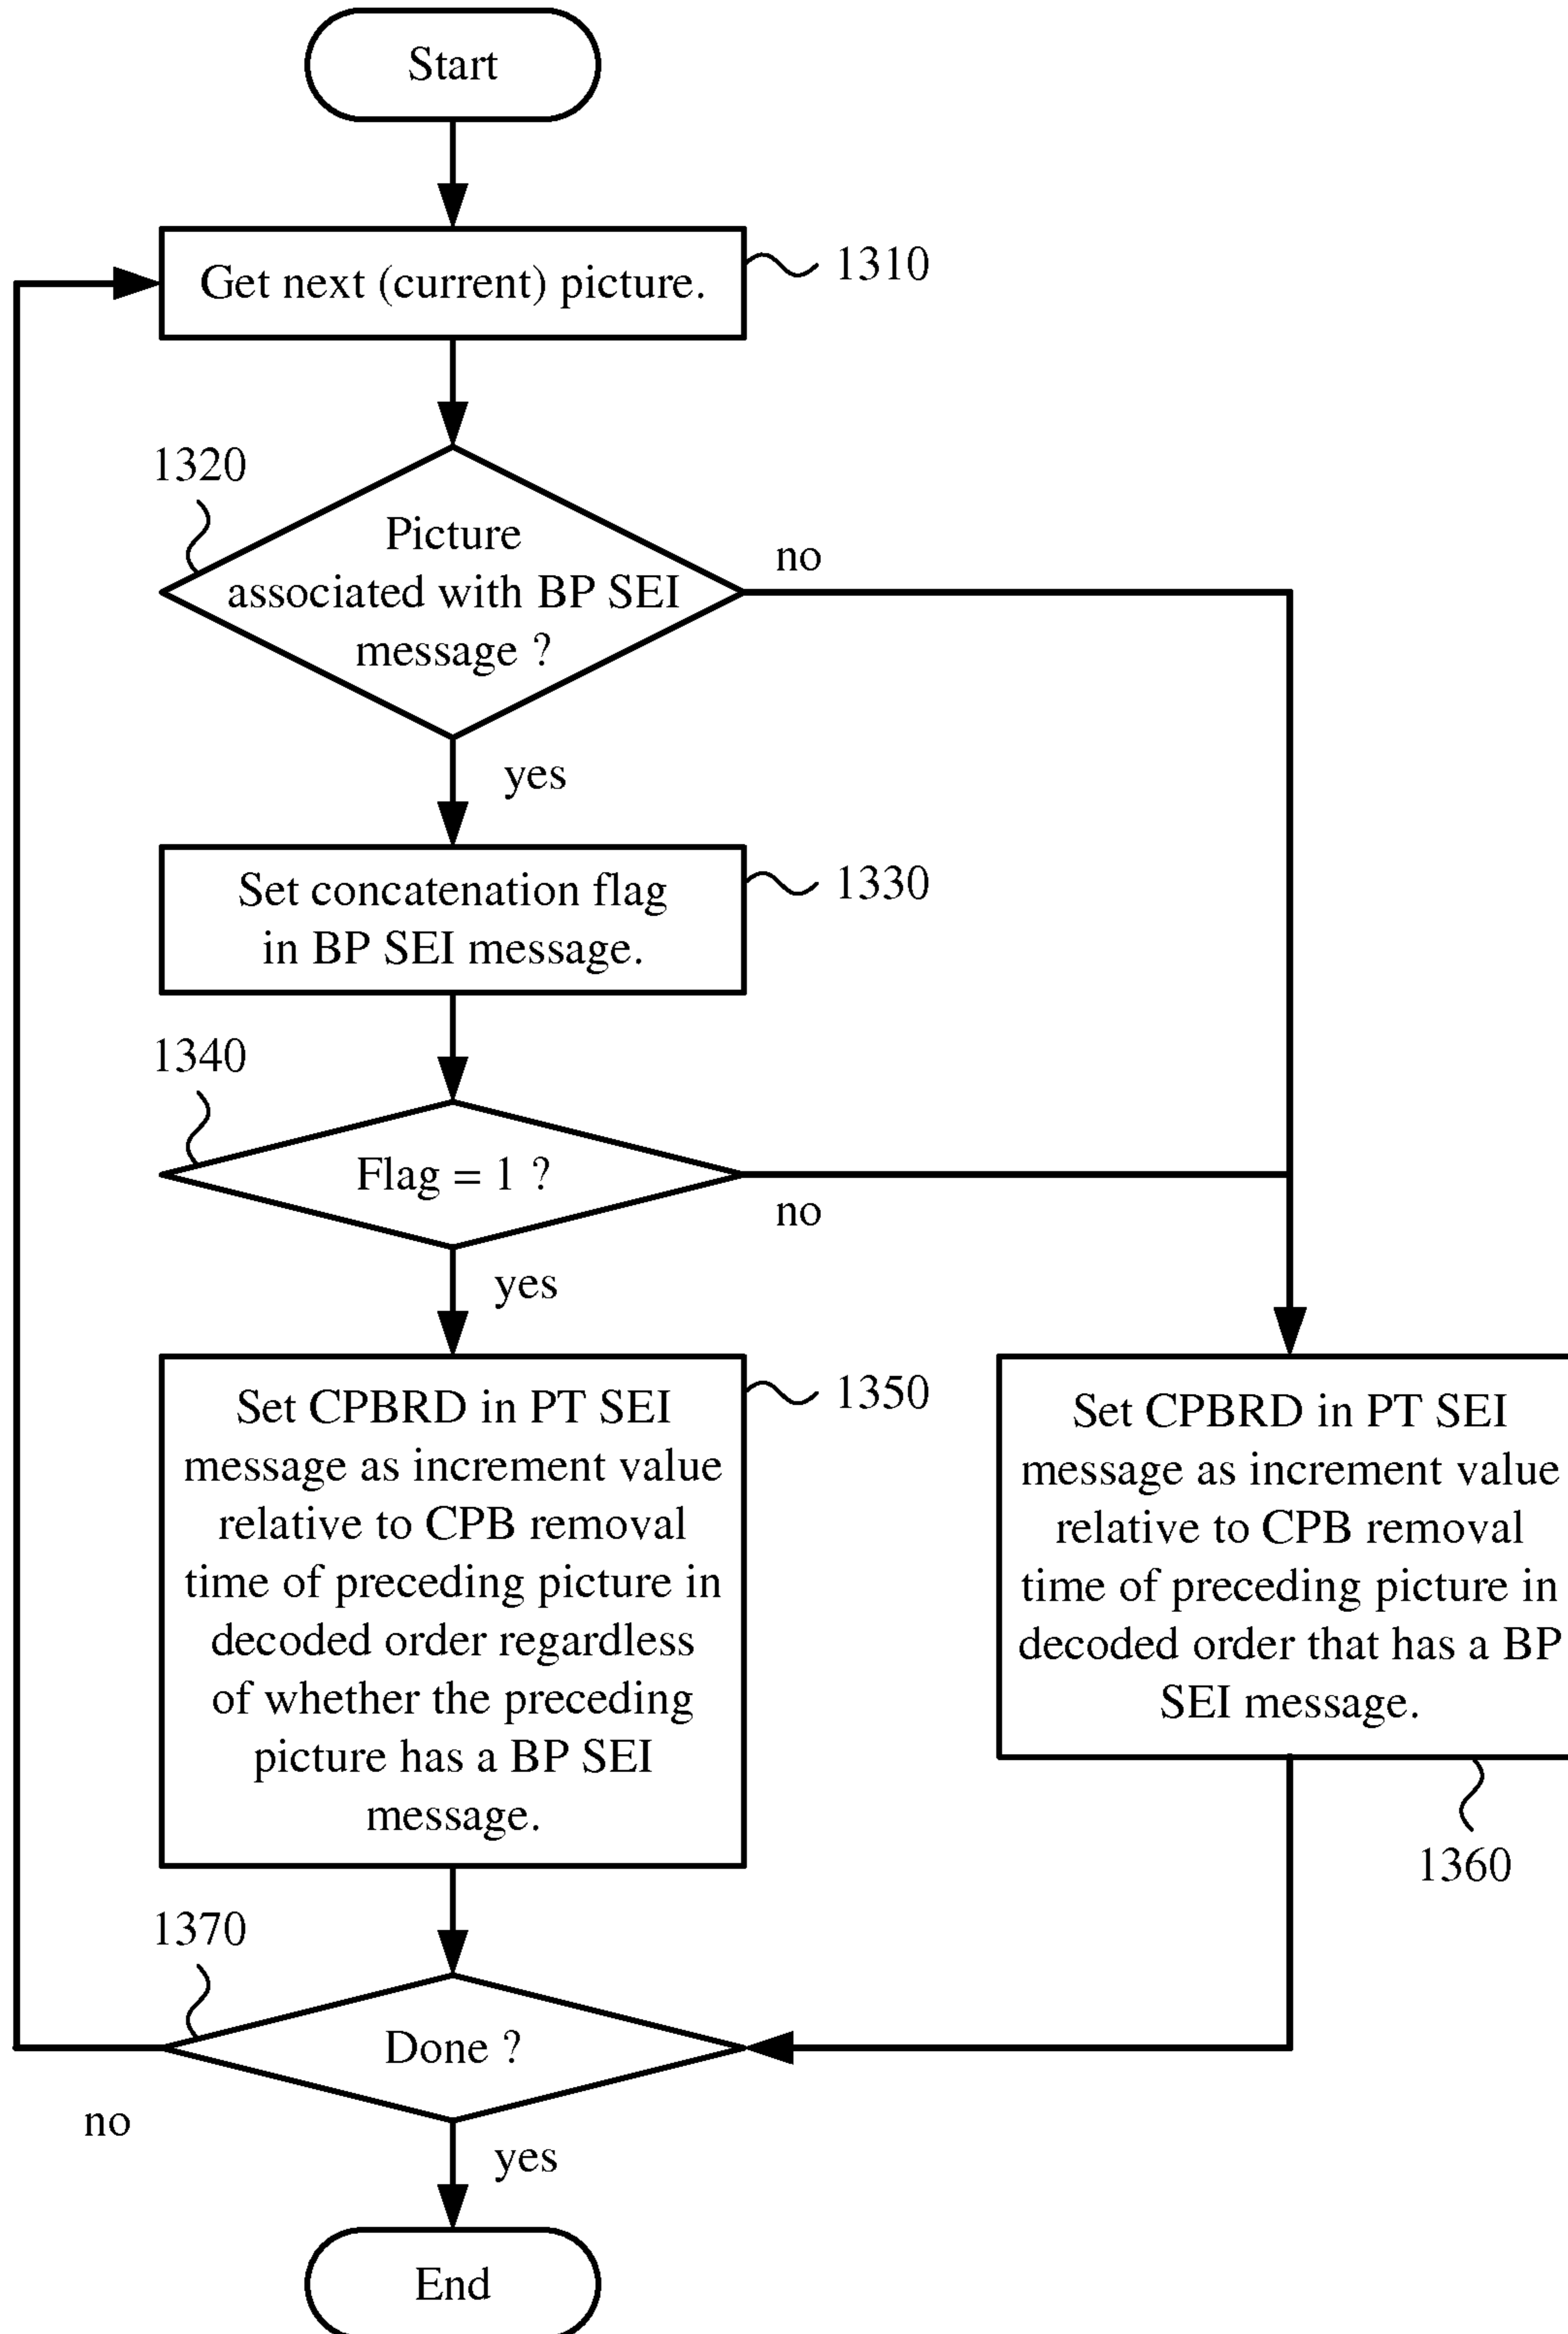 Start
Get next (current) picture.
1310
1320
Picture
associated with BP SEI
message ?
no
yes
Set concatenation flag
in BP SEI message.
1330
1340
Flag = 1 ?
no
yes
Set CPBRD in PT SEI
message as increment value
relative to CPB removal
time of preceding picture in
decoded order regardless
of whether the preceding
picture has a BP SEI
message.
1350
Set CPBRD in PT SEI
message as increment value
relative to CPB removal
time of preceding picture in
decoded order that has a BP
SEI message.
1360
1370
Done ?
no
yes
End